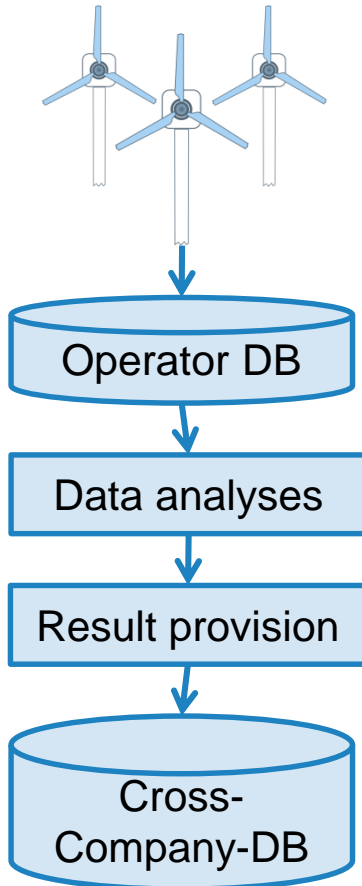 Operator DB
Data analyses
Result provision
Cross-
Company-DB